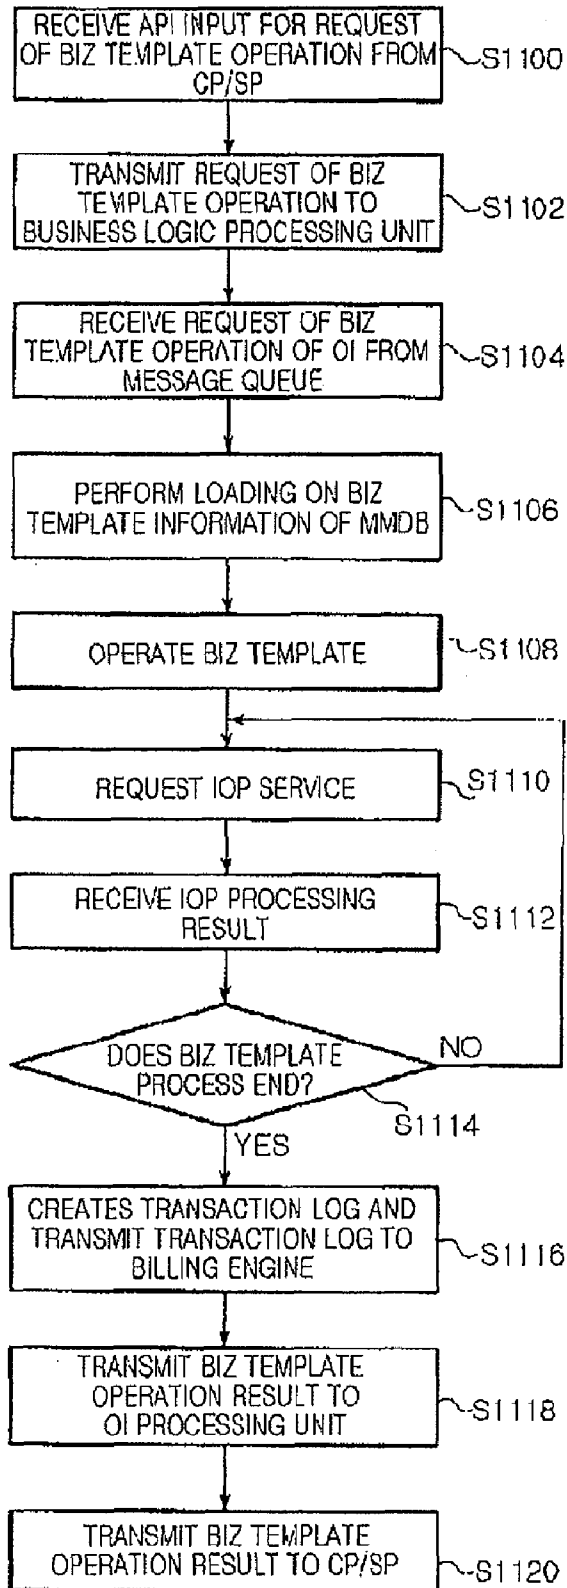 RECEIVE API INPUT FOR REQUEST
OF BIZ TEMPLATE OPERATION FROM
CP/SP
S1100
TRANSMIT REQUEST OF BIZ
TEMPLATE OPERATION TO
BUSINESS LOGIC PROCESSING UNIT
S1102
RECEIVE REQUEST OF BIZ
TEMPLATE OPERATION OF OI FROM
MESSAGE QUEUE
S1104
PERFORM LOADING ON BIZ
TEMPLATE INFORMATION OF MMDB
S1106
OPERATE BIZ TEMPLATE
S1108
REQUEST IOP SERVICE
S1110
RECEIVE IOP PROCESSING
RESULT
S1112
DOES BIZ TEMPLATE
PROCESS END?
NO
S1114
YES
CREATES TRANSACTION LOG AND
TRANSMIT TRANSACTION LOG TO
BILLING ENGINE
S1116
TRANSMIT BIZ TEMPLATE
OPERATION RESULT TO
OI PROCESSING UNIT
S1118
TRANSMIT BIZ TEMPLATE
OPERATION RESULT TO CP/SP
S1120